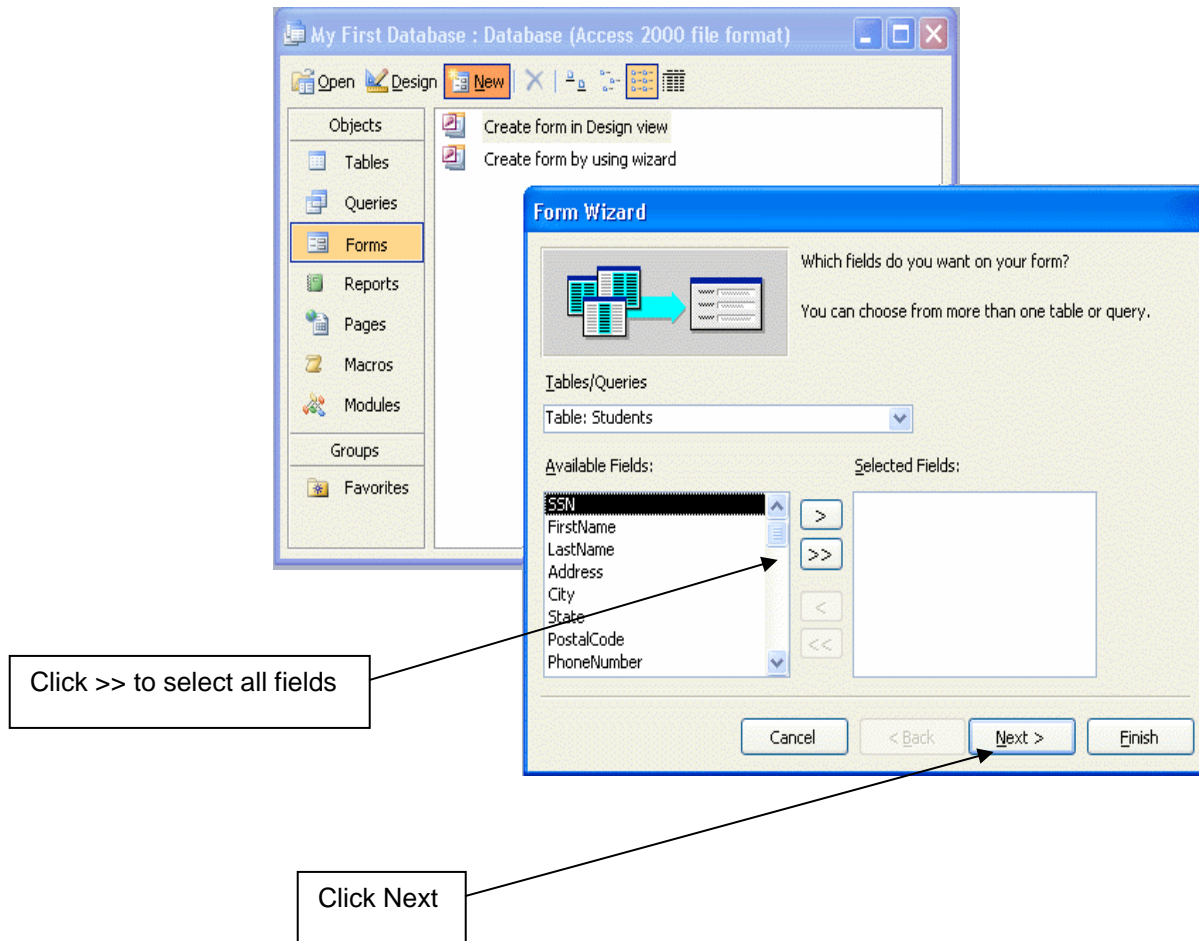 My First Database : Database (Access 2000 file format)
Open Design New
Objects
Tables
Queries
Forms
Reports
Pages
Macros
Modules
Groups
Favorites
Create form in Design view
Create form by using wizard
Form Wizard
Which fields do you want on your form?
You can choose from more than one table or query.
Tables/Queries
Table: Students
Available Fields:
Selected Fields:
SSN
FirstName
LastName
Address
City
State
PostalCode
PhoneNumber
>
>>
<
<<
Cancel
< Back
Next >
Finish
Click >> to select all fields
Click Next